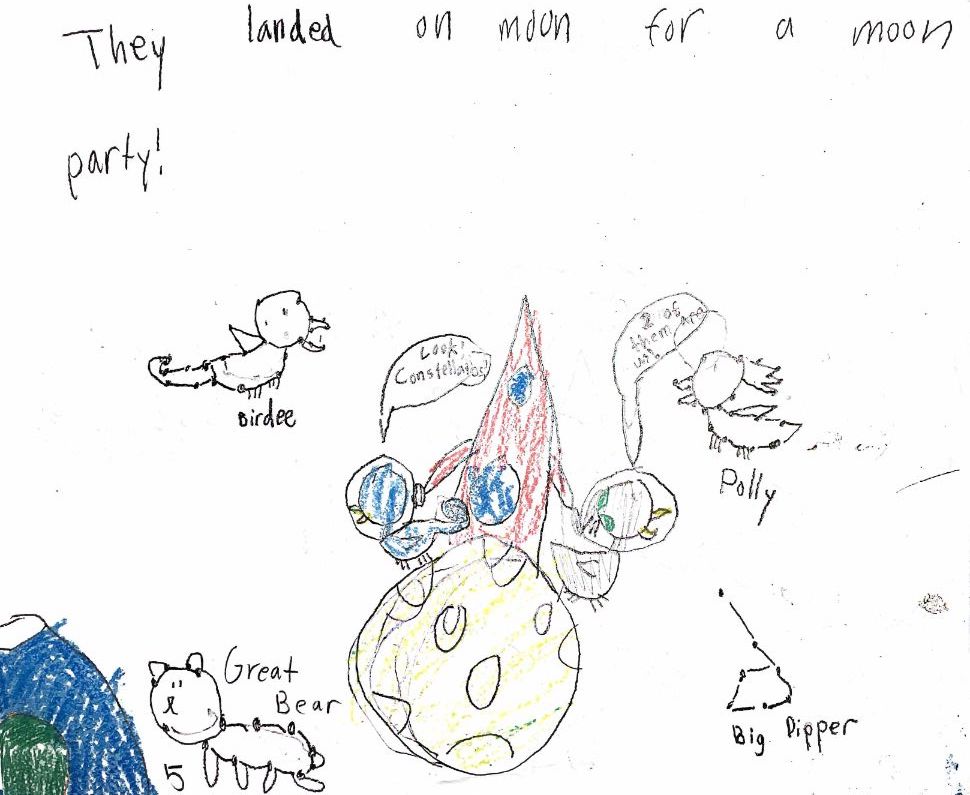 They landed on moon for a moon
party!
Birdee
Look!
Constellatios!
2 of
them are
us!
Polly
Great
Bear
Big Dipper
5